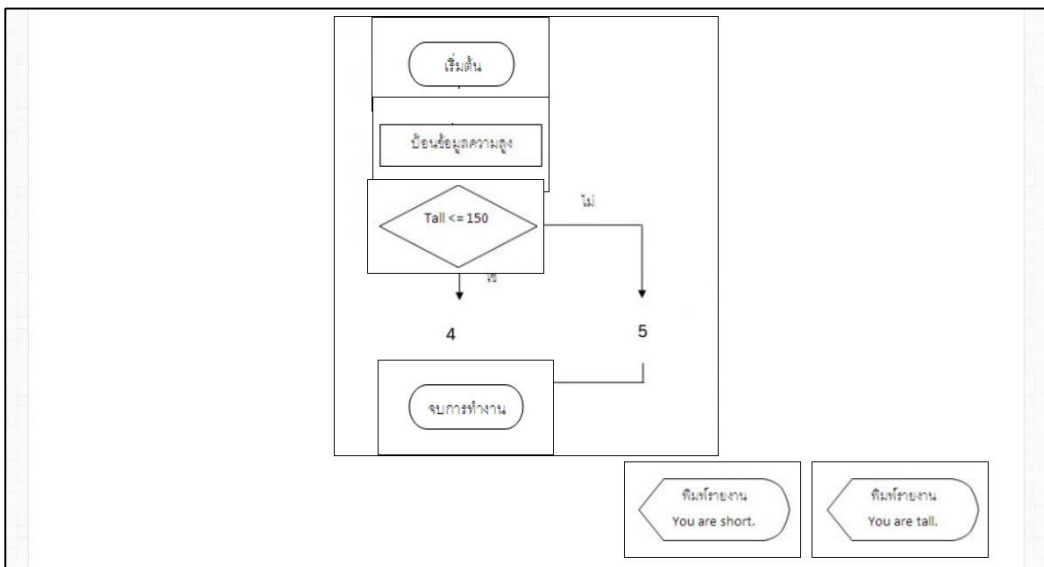 เริ่มต้น
ป้อนข้อมูลความสูง
Tall <= 150
ไม่
4
5
จบการทำงาน
พิมพ์รายงาน
You are short.
พิมพ์รายงาน
You are tall.